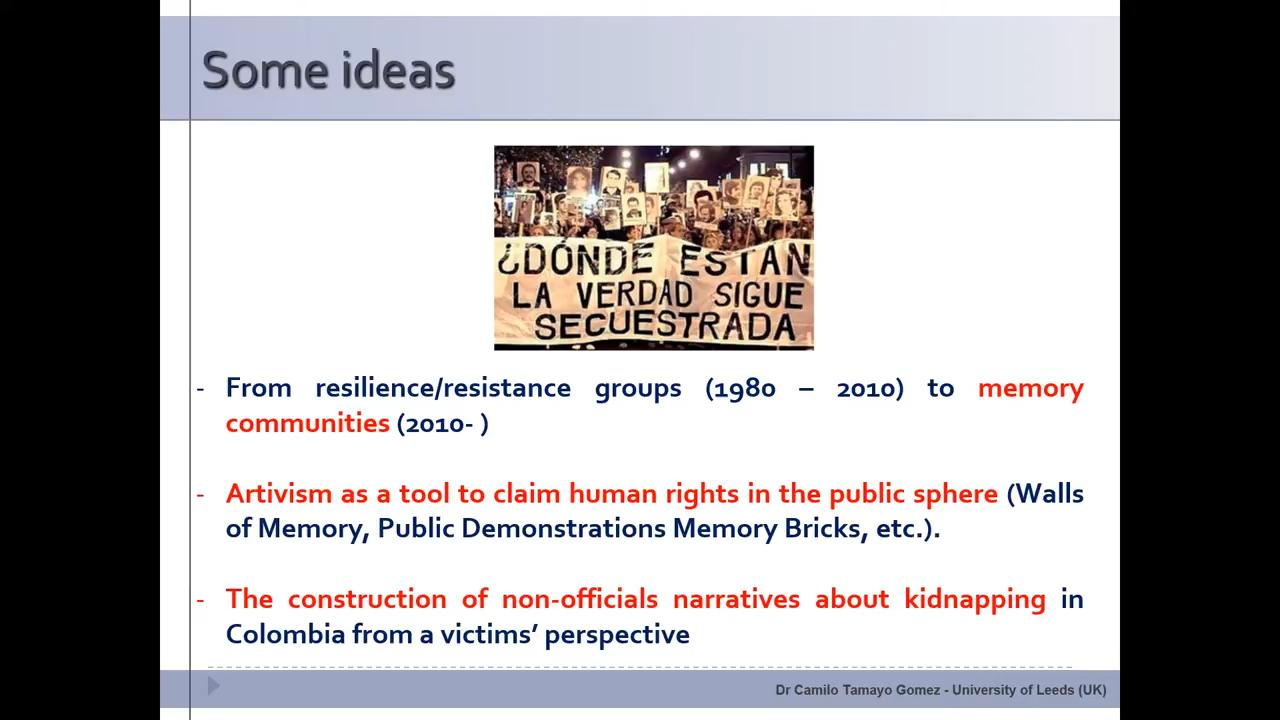 Some ideas
¿DÓNDE ESTAN
LA VERDAD SIGUE
SECUESTRADA
- From resilience/resistance groups (1980 – 2010) to memory
communities (2010- )
- Artivism as a tool to claim human rights in the public sphere (Walls
of Memory, Public Demonstrations Memory Bricks, etc.).
- The construction of non-officials narratives about kidnapping in
Colombia from a victims’ perspective
Dr Camilo Tamayo Gomez - University of Leeds (UK)